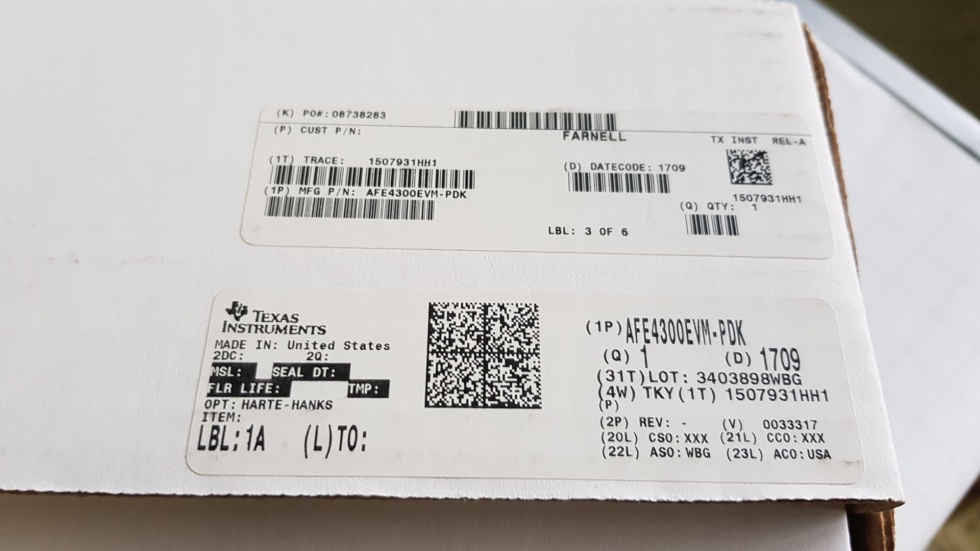 (K) PO#: 08738283
(P) CUST P/N:
FARNELL
TX INST REL-A
(1T) TRACE: 1507931HH1
(D) DATECODE: 1709
(1P) MFG P/N: AFE4300EVM-PDK
1507931HH1
(Q) QTY: 1
LBL: 3 OF 6
TEXAS
INSTRUMENTS
MADE IN: United States
2DC: 2Q:
MSL: SEAL DT:
FLR LIFE: TMP:
OPT: HARTE-HANKS
ITEM:
LBL: 1A (L)TO:
(1P) AFE4300EVM-PDK
(Q) 1 (D) 1709
(31T)LOT: 3403898WBG
(4W) TKY(1T) 1507931HH1
(P)
(2P) REV: - (V) 0033317
(20L) CSO: XXX (21L) CCO: XXX
(22L) ASO: WBG (23L) ACO: USA